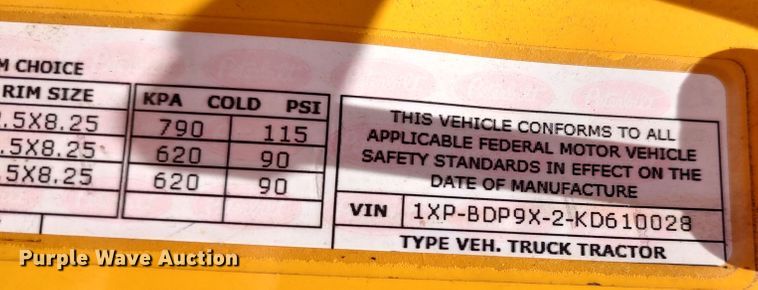 M CHOICE
RIM SIZE KPA COLD PSI
.5X8.25 790 115
.5X8.25 620 90
.5X8.25 620 90
THIS VEHICLE CONFORMS TO ALL
APPLICABLE FEDERAL MOTOR VEHICLE
SAFETY STANDARDS IN EFFECT ON THE
DATE OF MANUFACTURE
VIN 1XP-BDP9X-2-KD610028
TYPE VEH. TRUCK TRACTOR
Peterbilt
Purple Wave Auction